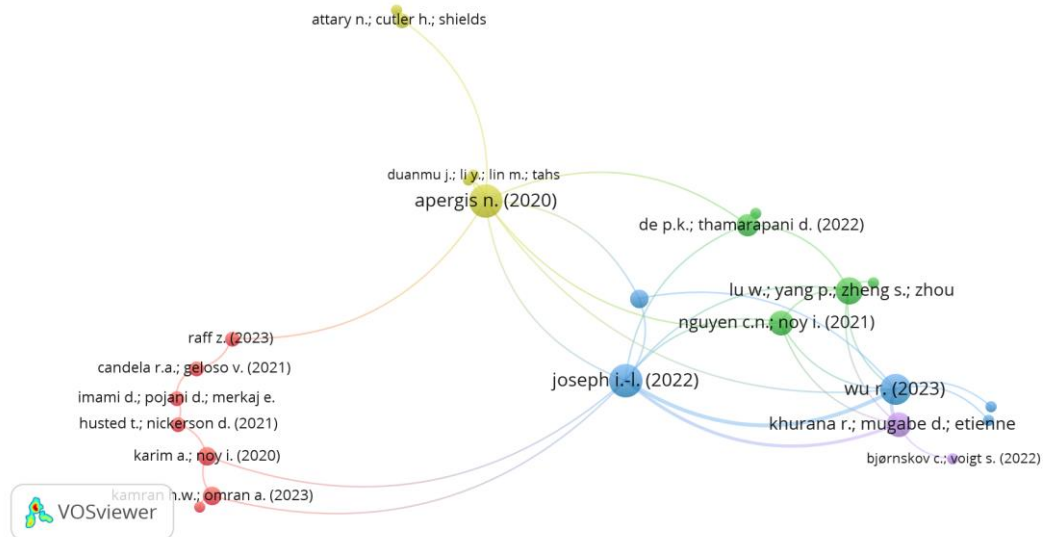 attary n.; cutler h.; shields
duanmu j.; li y.; lin m.; tahs
apergis n. (2020)
de p.k.; thamarapani d. (2022)
lu w.; yang p.; zheng s.; zhou
nguyen c.n.; noy i. (2021)
raff z. (2023)
candela r.a.; geloso v. (2021)
joseph i.-l. (2022)
wu r. (2023)
imami d.; pojani d.; merkaj e.
husted t.; nickerson d. (2021)
khurana r.; mugabe d.; etienne
karim a.; noy i. (2020)
bjørnskov c.; voigt s. (2022)
kamran h.w.; omran a. (2023)
VOSviewer